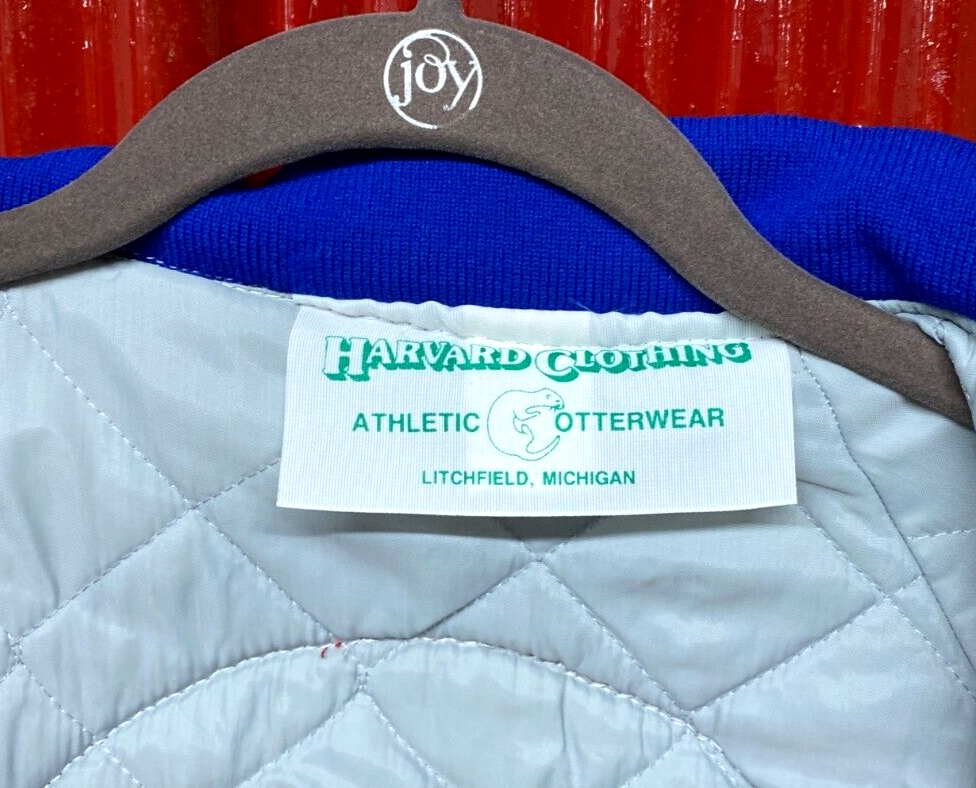 joy
HARVARD CLOTHING
ATHLETIC OTTERWEAR
LITCHFIELD, MICHIGAN